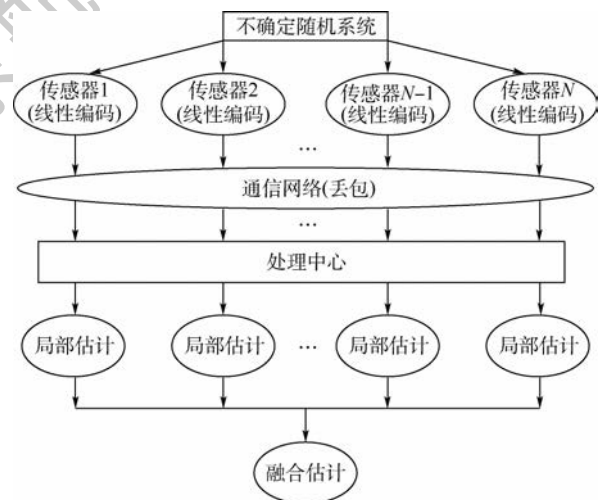 不确定随机系统
传感器1
(线性编码)
传感器2
(线性编码)
传感器N-1
(线性编码)
传感器N
(线性编码)
…
通信网络(丢包)
…
处理中心
局部估计
局部估计
…
局部估计
局部估计
融合估计